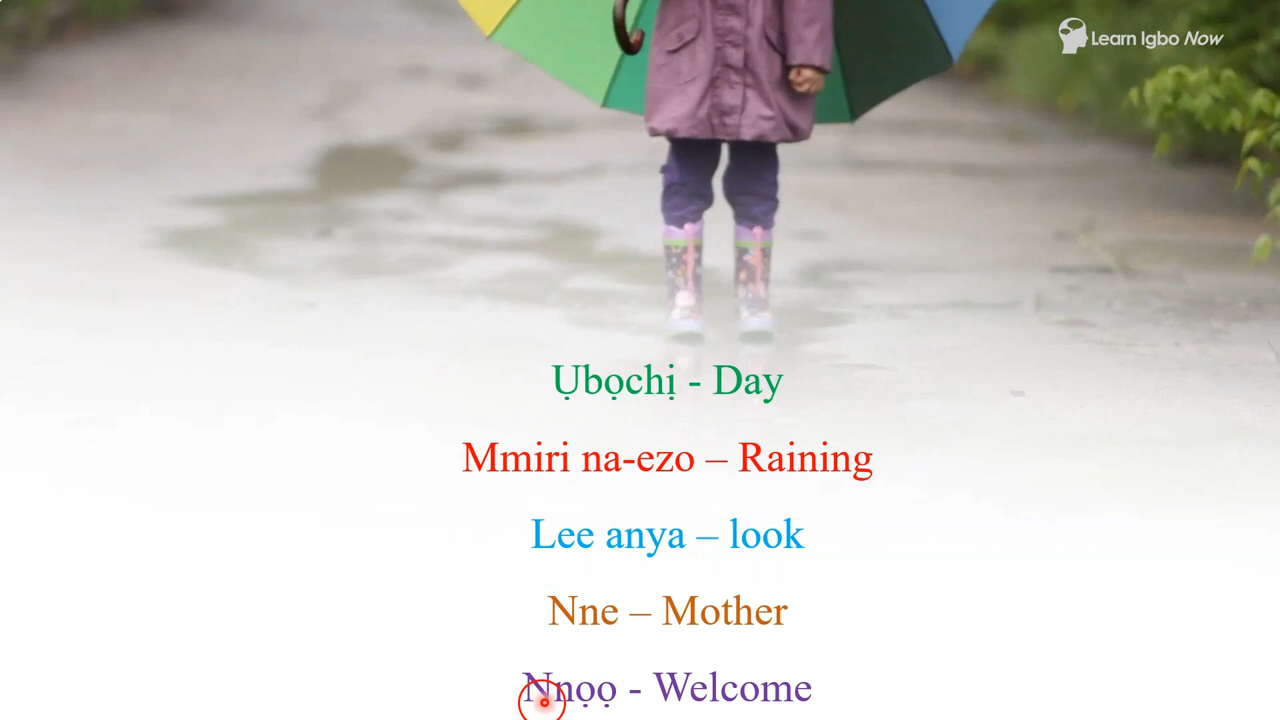 Learn Igbo Now
Ụbọchị - Day
Mmiri na-ezo – Raining
Lee anya – look
Nne – Mother
Nnọọ - Welcome